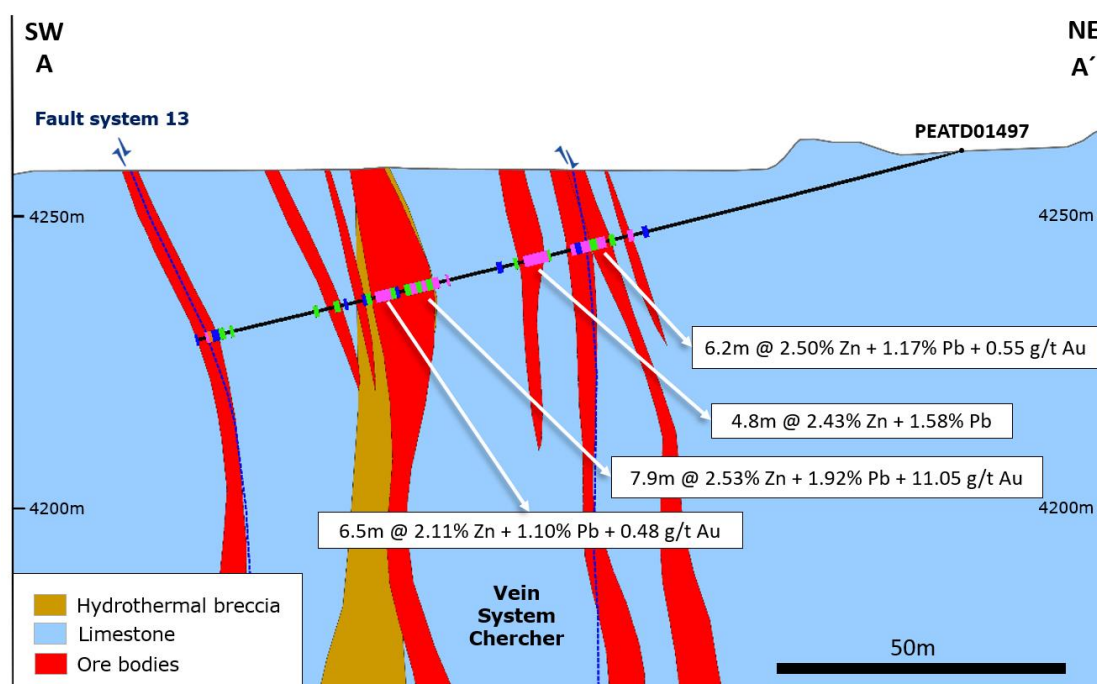 SW
A
NE
A´
Fault system 13
PEATD01497
4250m
4250m
6.2m @ 2.50% Zn + 1.17% Pb + 0.55 g/t Au
4.8m @ 2.43% Zn + 1.58% Pb
7.9m @ 2.53% Zn + 1.92% Pb + 11.05 g/t Au
4200m
4200m
6.5m @ 2.11% Zn + 1.10% Pb + 0.48 g/t Au
Hydrothermal breccia
Limestone
Ore bodies
Vein
System
Chercher
50m